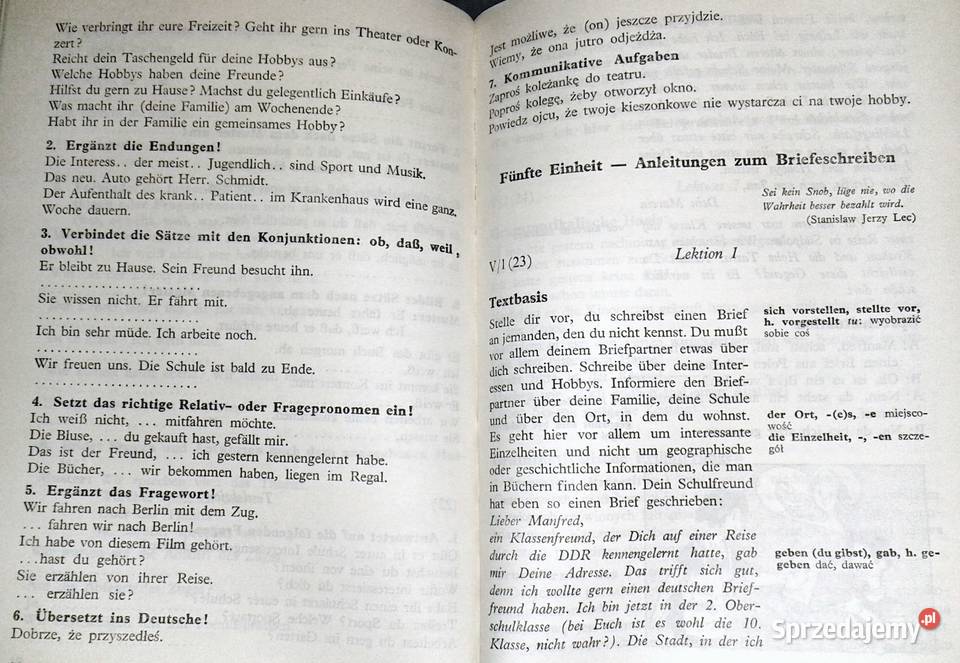 Wie verbringt ihr eure Freizeit? Geht ihr gern ins Theater oder Kon-
zert?
Reicht dein Taschengeld für deine Hobbys aus?
Welche Hobbys haben deine Freunde?
Hilfst du gern zu Hause? Machst du gelegentlich Einkäufe?
Was macht ihr (deine Familie) am Wochenende?
Habt ihr in der Familie ein gemeinsames Hobby?
2. Ergänzt die Endungen!
Die Interess.. der meist.. Jugendlich.. sind Sport und Musik.
Das neu. Auto gehört Herr. Schmidt.
Der Aufenthalt des krank.. Patient.. im Krankenhaus wird eine ganz.
Woche dauern.
3. Verbindet die Sätze mit den Konjunktionen: ob, daß, weil,
obwohl!
Er bleibt zu Hause. Sein Freund besucht ihn.
. . . . . . . . . . . . . . . . . . . . . .
Sie wissen nicht. Er fährt mit.
. . . . . . . . . . . . . . . . . . . . . .
Ich bin sehr müde. Ich arbeite noch.
. . . . . . . . . . . . . . . . . . . . . .
Wir freuen uns. Die Schule ist bald zu Ende.
. . . . . . . . . . . . . . . . . . . . . .
4. Setzt das richtige Relativ- oder Fragepronomen ein!
Ich weiß nicht, ... mitfahren möchte.
Die Bluse, ... du gekauft hast, gefällt mir.
Das ist der Freund, ... ich gestern kennengelernt habe.
Die Bücher, ... wir bekommen haben, liegen im Regal.
5. Ergänzt das Fragewort!
Wir fahren nach Berlin mit dem Zug.
... fahren wir nach Berlin!
Ich habe von diesem Film gehört.
...hast du gehört?
Sie erzählen von ihrer Reise.
... erzählen sie?
6. Übersetzt ins Deutsche!
Dobrze, że przyszedłeś.
Jest możliwe, że (on) jeszcze przyjdzie.
Wiemy, że ona jutro odjeżdża.
7. Kommunikative Aufgaben
Zaproś koleżankę do teatru.
Poproś kolegę, żeby otworzył okno.
Powiedz ojcu, że twoje kieszonkowe nie wystarcza ci na twoje hobby.
Fünfte Einheit — Anleitungen zum Briefeschreiben
Sei kein Snob, lüge nie, wo die
Wahrheit besser bezahlt wird.
(Stanisław Jerzy Lec)
V/1(23)
Lektion 1
Textbasis
Stelle dir vor, du schreibst einen Brief
an jemanden, den du nicht kennst. Du mußt
vor allem deinem Briefpartner etwas über
dich schreiben. Schreibe über deine Inter-
essen und Hobbys. Informiere den Brief-
partner über deine Familie, deine Schule
und über den Ort, in dem du wohnst.
Es geht hier vor allem um interessante
Einzelheiten und nicht um geographische
oder geschichtliche Informationen, die man
in Büchern finden kann. Dein Schulfreund
hat eben so einen Brief geschrieben:
Lieber Manfred,
ein Klassenfreund, der Dich auf einer Reise
durch die DDR kennengelernt hatte, gab
mir Deine Adresse. Das trifft sich gut,
denn ich wollte gern einen deutschen Brief-
freund haben. Ich bin jetzt in der 2. Ober-
schulklasse (bei Euch ist es wohl die 10.
Klasse, nicht wahr?). Die Stadt, in der ich
sich vorstellen, stellte vor,
h. vorgestellt tu: wyobrazić
sobie coś
der Ort, -(e)s, -e miejsco-
wość
die Einzelheit, -, -en szcze-
gół
geben (du gibst), gab, h. ge-
geben dać, dawać
Sprzedajemy.pl